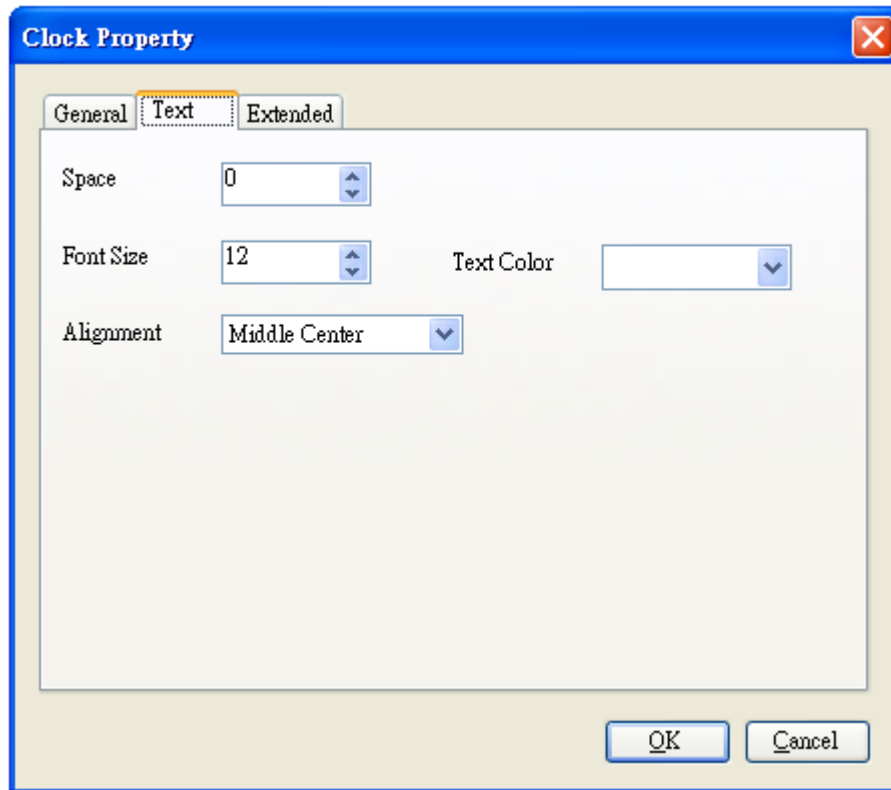 Clock Property
General Text Extended
Space 0
Font Size 12 Text Color
Alignment Middle Center
OK Cancel